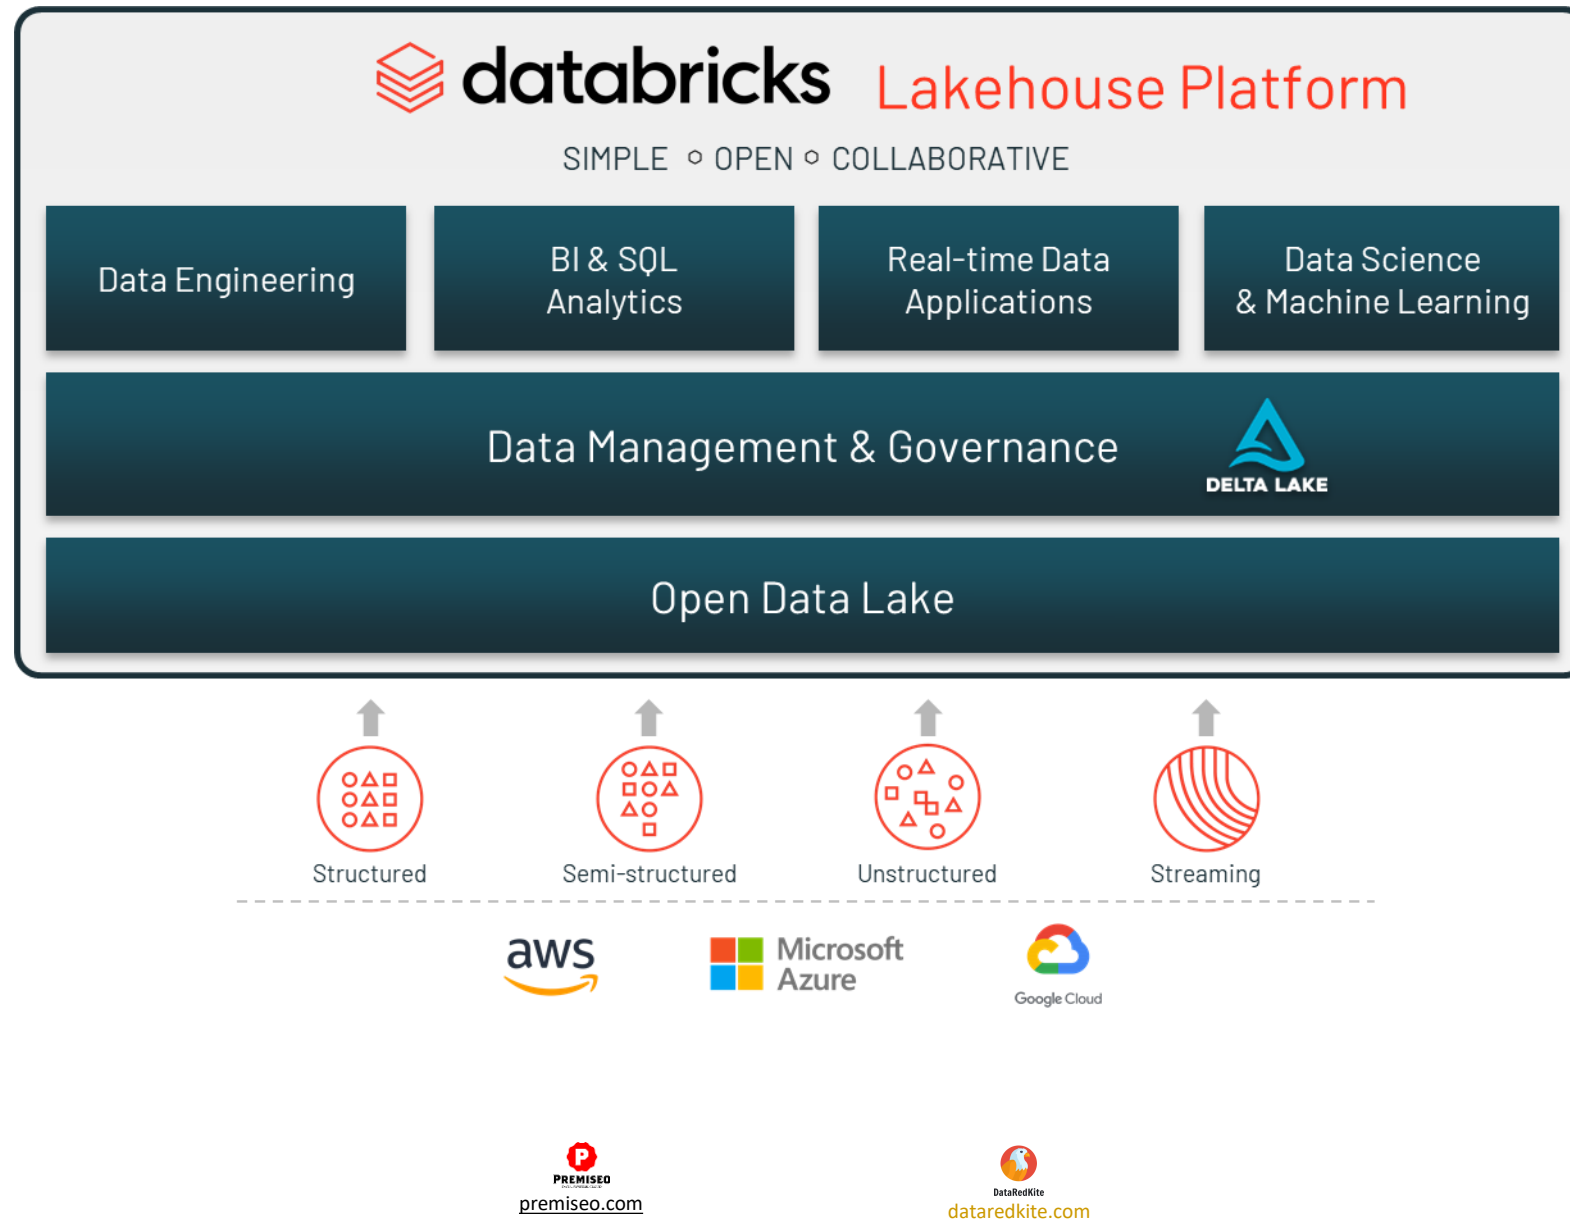 databricks Lakehouse Platform
SIMPLE OPEN COLLABORATIVE
Data Engineering
BI & SQL
Analytics
Real-time Data
Applications
Data Science
& Machine Learning
Data Management & Governance
DELTA LAKE
Open Data Lake
Structured
Semi-structured
Unstructured
Streaming
aws
Microsoft
Azure
Google Cloud
P
PREMISEO
premiseo.com
DataRedKite
dataredkite.com